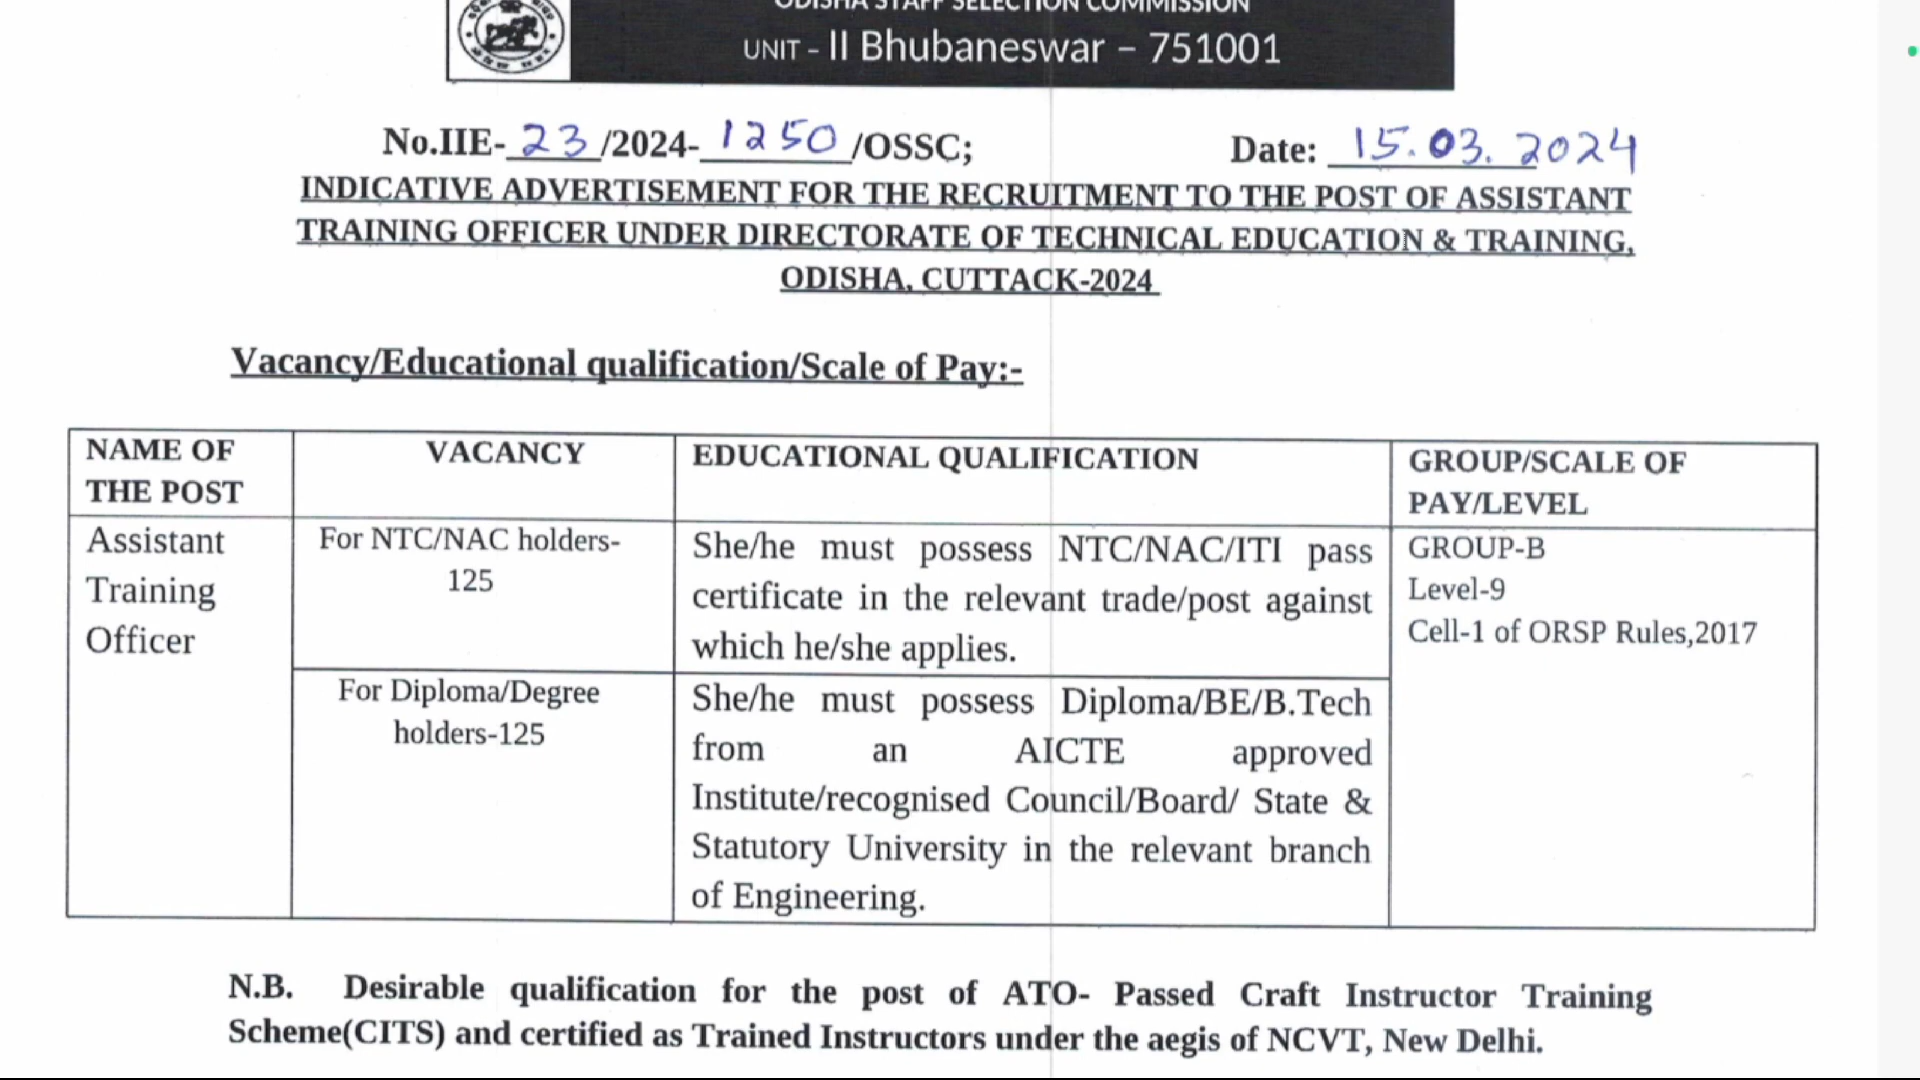 ODISHA STAFF SELECTION COMMISSION
UNIT - II Bhubaneswar – 751001
No.IIE- 23 /2024- 1250 /OSSC;
Date: 15.03.2024
INDICATIVE ADVERTISEMENT FOR THE RECRUITMENT TO THE POST OF ASSISTANT
TRAINING OFFICER UNDER DIRECTORATE OF TECHNICAL EDUCATION & TRAINING,
ODISHA, CUTTACK-2024
Vacancy/Educational qualification/Scale of Pay:-
NAME OF
THE POST
VACANCY
EDUCATIONAL QUALIFICATION
GROUP/SCALE OF
PAY/LEVEL
Assistant
Training
Officer
For NTC/NAC holders-
125
She/he must possess NTC/NAC/ITI pass
certificate in the relevant trade/post against
which he/she applies.
GROUP-B
Level-9
Cell-1 of ORSP Rules,2017
For Diploma/Degree
holders-125
She/he must possess Diploma/BE/B.Tech
from an AICTE approved
Institute/recognised Council/Board/ State &
Statutory University in the relevant branch
of Engineering.
N.B. Desirable qualification for the post of ATO- Passed Craft Instructor Training
Scheme(CITS) and certified as Trained Instructors under the aegis of NCVT, New Delhi.